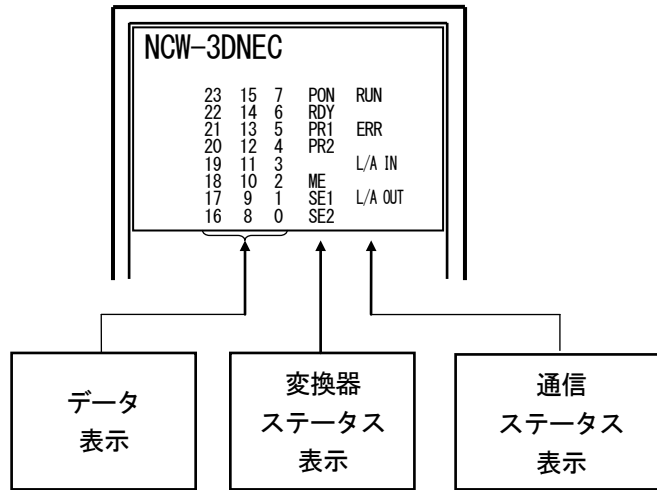 NCW-3DNEC
23 15 7 PON RUN
22 14 6 RDY
21 13 5 PR1 ERR
20 12 4 PR2
19 11 3 L/A IN
18 10 2 ME
17 9 1 SE1 L/A OUT
16 8 0 SE2
データ
表示
変換器
ステータス
表示
通信
ステータス
表示